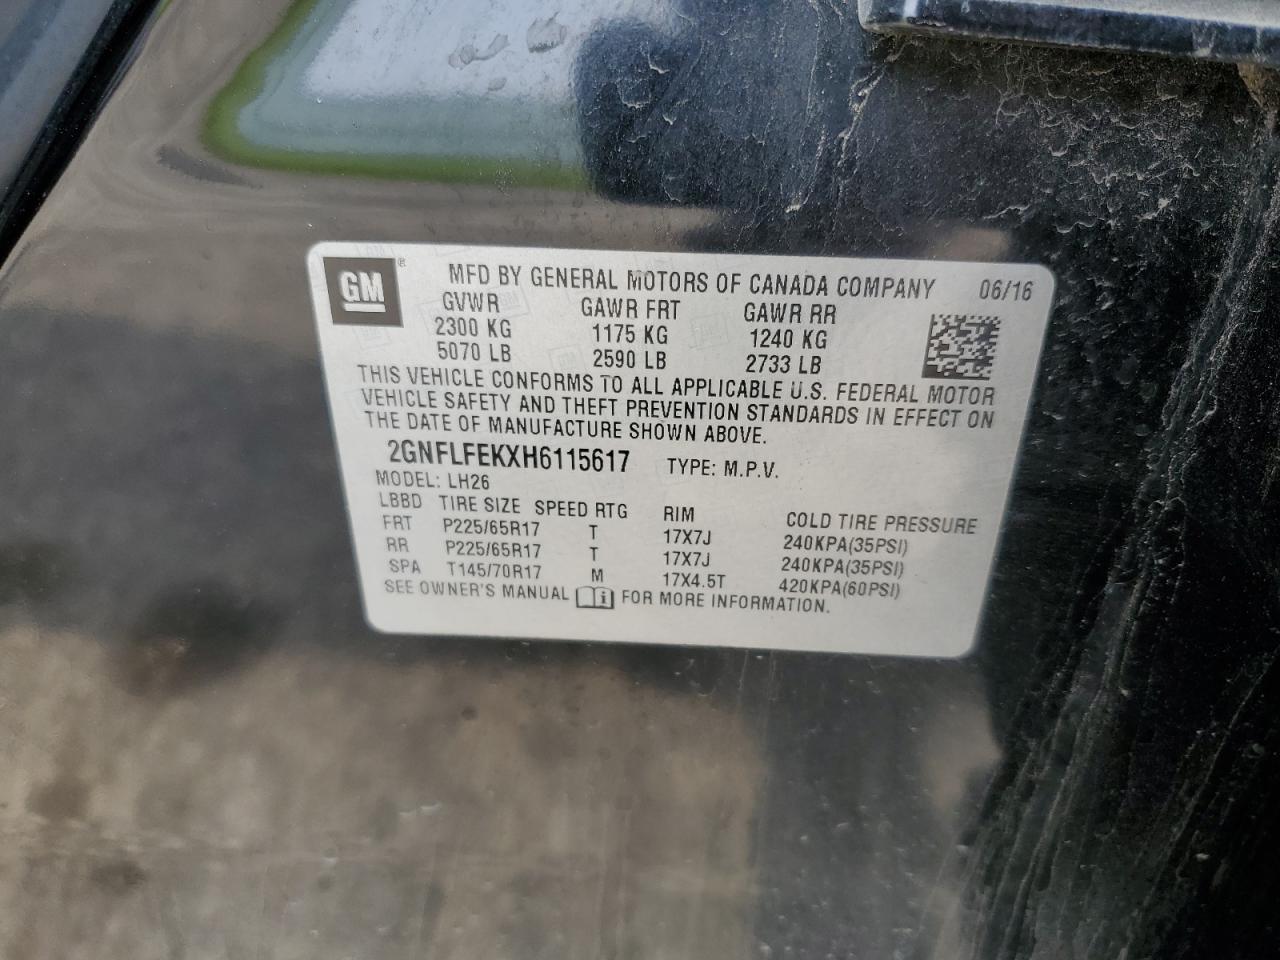 GM ® MFD BY GENERAL MOTORS OF CANADA COMPANY 06/16
GVWR GAWR FRT GAWR RR
2300 KG 1175 KG 1240 KG
5070 LB 2590 LB 2733 LB
THIS VEHICLE CONFORMS TO ALL APPLICABLE U.S. FEDERAL MOTOR
VEHICLE SAFETY AND THEFT PREVENTION STANDARDS IN EFFECT ON
THE DATE OF MANUFACTURE SHOWN ABOVE.
2GNFLFEKXH6115617 TYPE: M.P.V.
MODEL: LH26
LBBD TIRE SIZE SPEED RTG RIM COLD TIRE PRESSURE
FRT P225/65R17 T 17X7J 240KPA(35PSI)
RR P225/65R17 T 17X7J 240KPA(35PSI)
SPA T145/70R17 M 17X4.5T 420KPA(60PSI)
SEE OWNER'S MANUAL i FOR MORE INFORMATION.